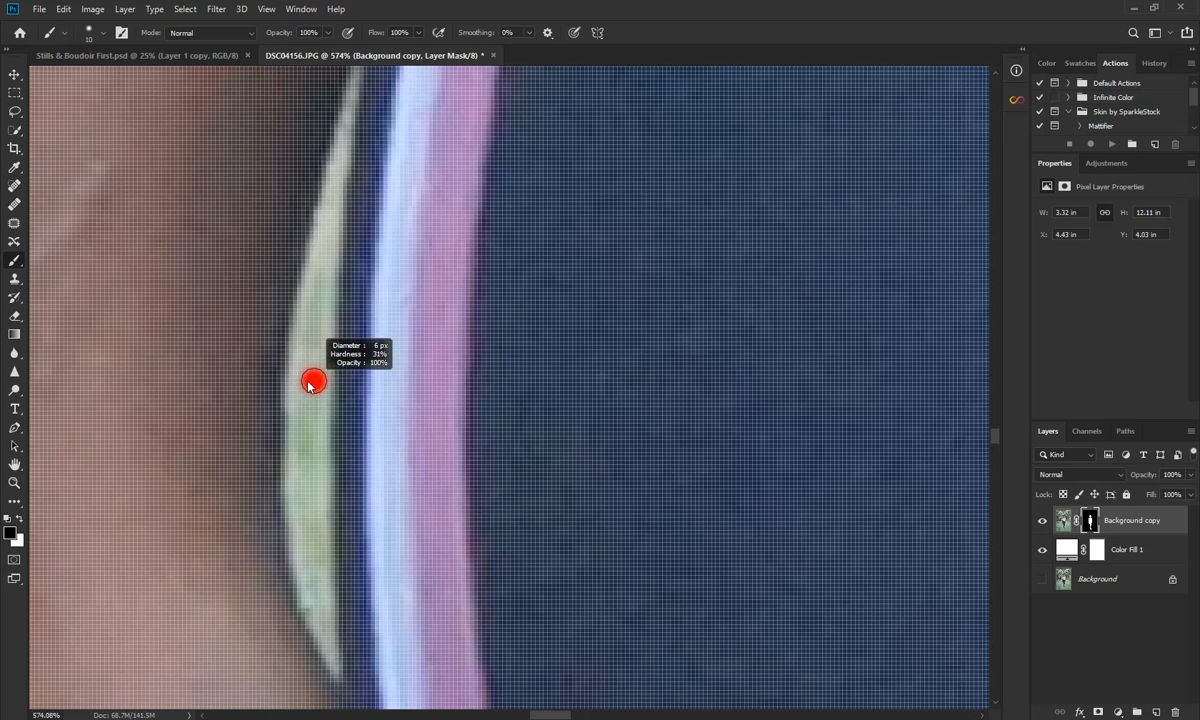 Ps File Edit Image Layer Type Select Filter 3D View Window Help
10 Mode: Normal Opacity: 100% Flow: 100% Smoothing: 0%
Stills & Boudoir First.psd @ 25% (Layer 1 copy, RGB/8) × DSC04156.JPG @ 574% (Background copy, Layer Mask/8) * ×
Color Swatches Actions History
Default Actions
Infinite Color
Skin by SparkleStock
Mattifier
Properties Adjustments
Pixel Layer Properties
W: 3.32 in H: 12.11 in
X: 4.43 in Y: 4.03 in
Diameter : 6 px
Hardness : 31%
Opacity : 100%
Layers Channels Paths
Kind
Normal Opacity: 100%
Lock: Fill: 100%
Background copy
Color Fill 1
Background
574.08% Doc: 68.7M/141.5M